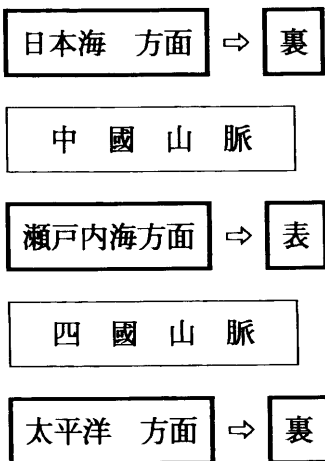 日本海 方面 ⇨ 裏
中國山脈
瀬戸内海方面 ⇨ 表
四國山脈
太平洋 方面 ⇨ 裏